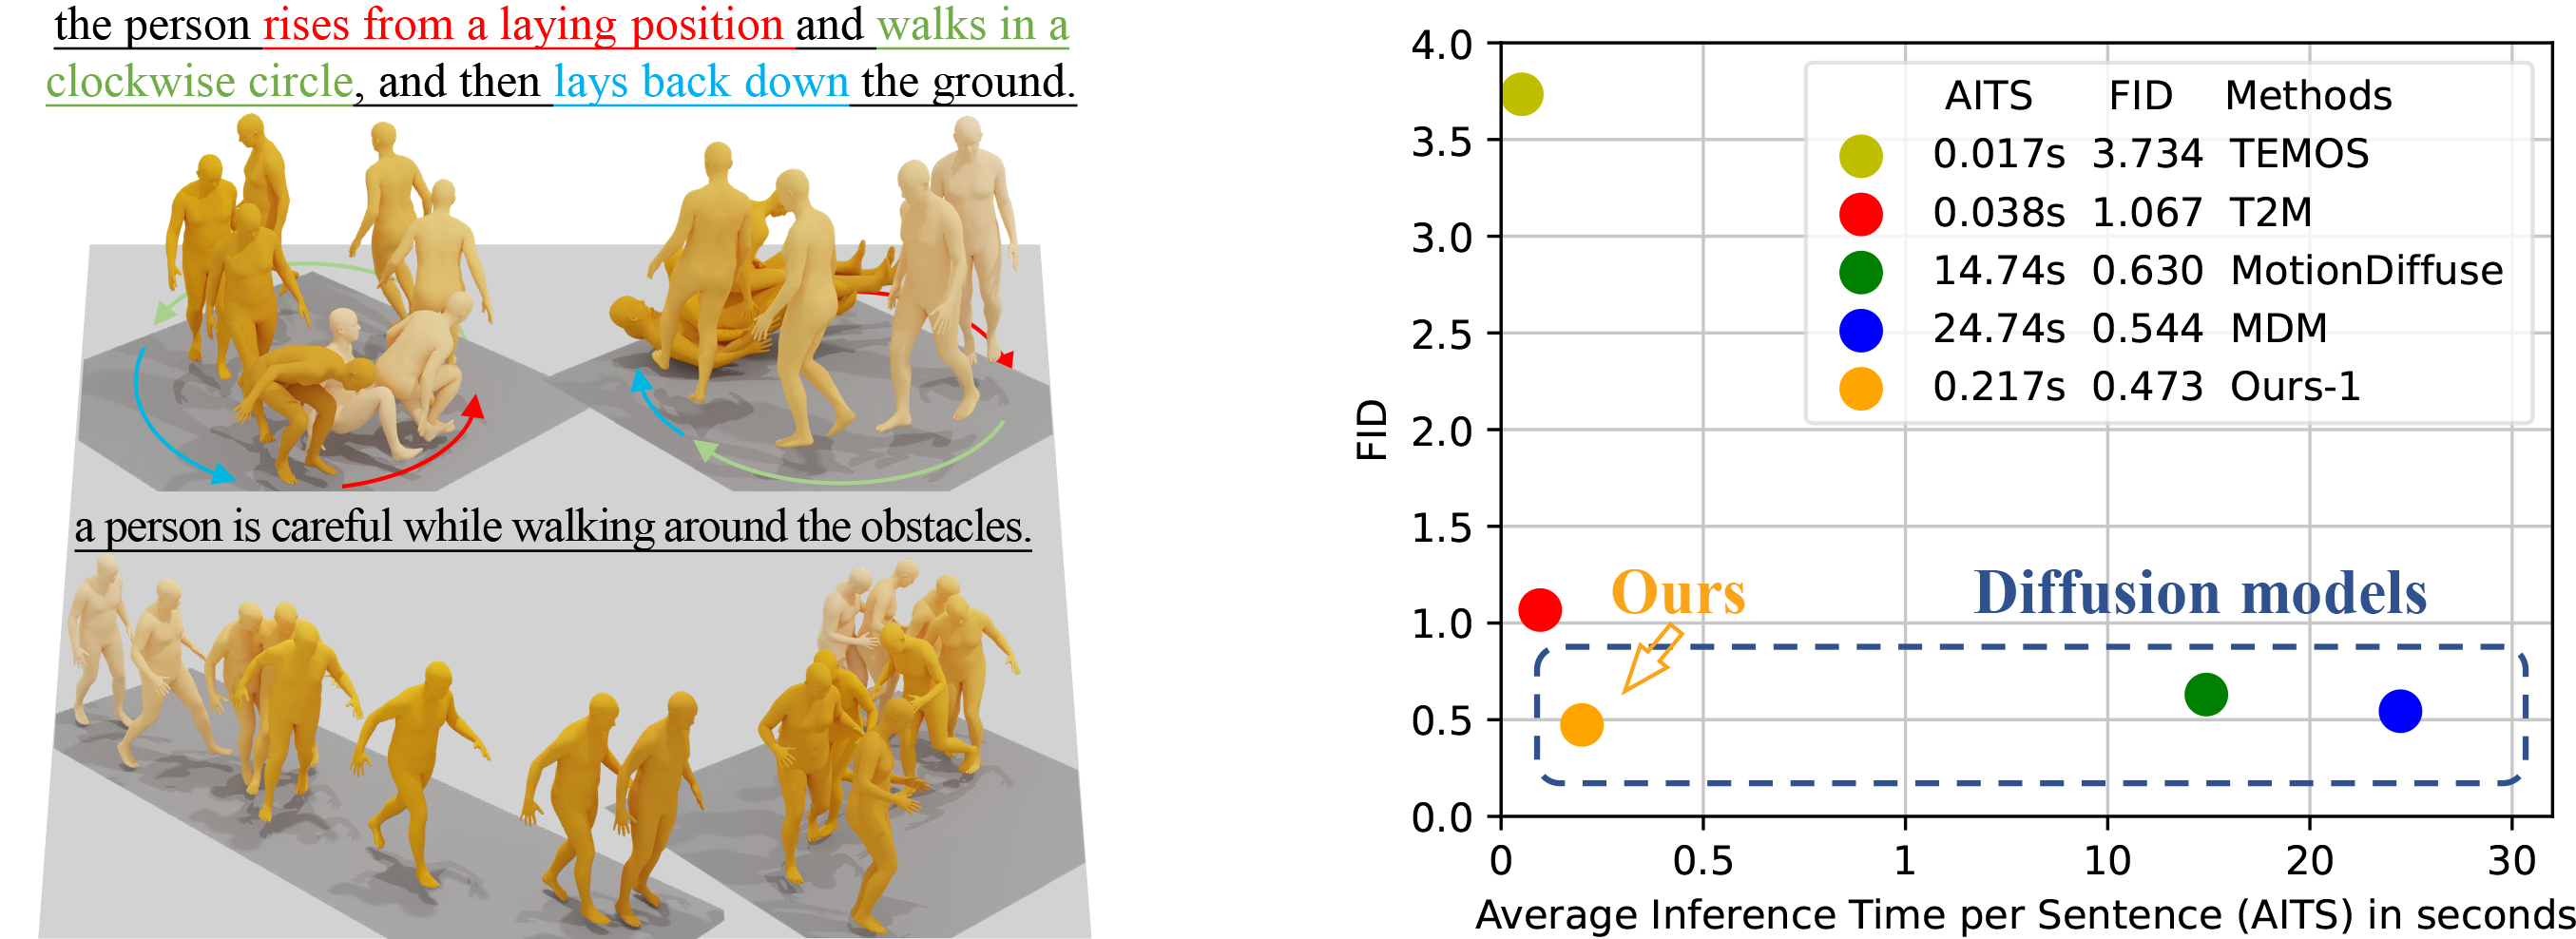 the person rises from a laying position and walks in a
clockwise circle, and then lays back down the ground.
a person is careful while walking around the obstacles.
4.0
3.5
3.0
2.5
2.0
1.5
1.0
0.5
0.0
FID
AITS FID Methods
0.017s 3.734 TEMOS
0.038s 1.067 T2M
14.74s 0.630 MotionDiffuse
24.74s 0.544 MDM
0.217s 0.473 Ours-1
Ours
Diffusion models
0 0.5 1 10 20 30
Average Inference Time per Sentence (AITS) in seconds